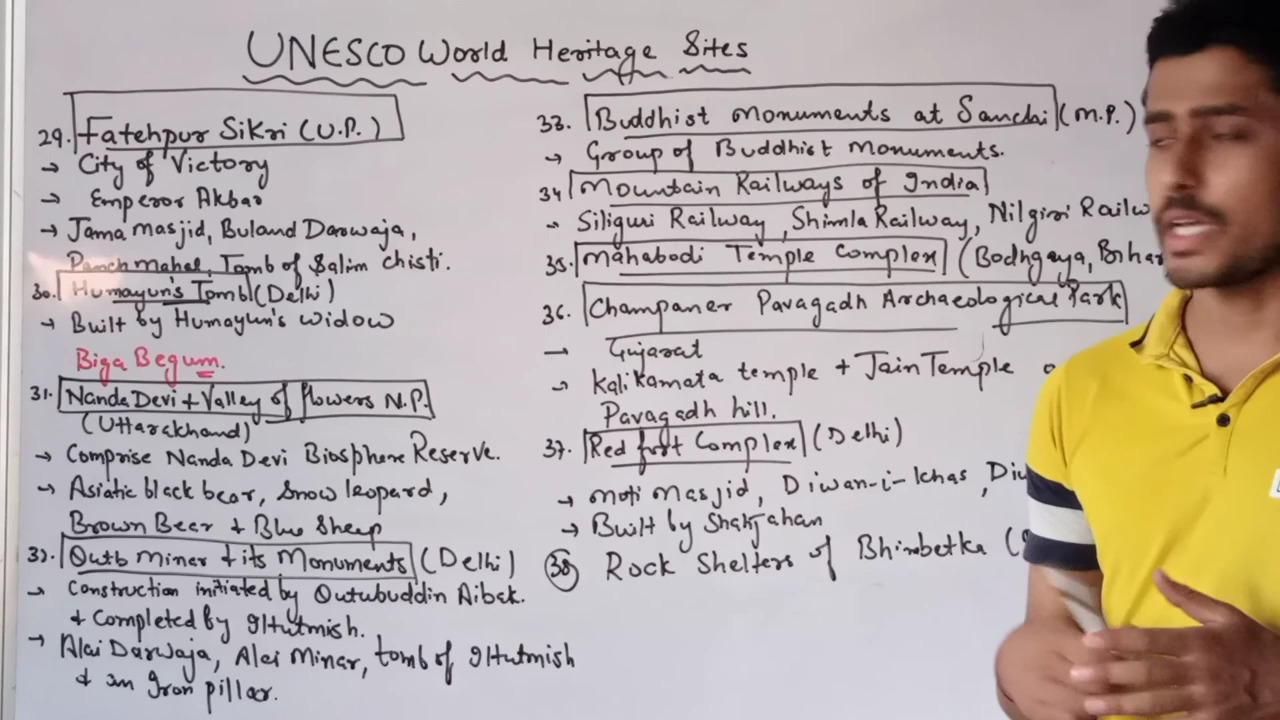 UNESCO World Heritage Sites
29. Fatehpur Sikri (U.P.)
→ City of Victory
→ Emperor Akbar
→ Jama Masjid, Buland Darwaja,
Panch Mahal, Tomb of Salim chisti.
30. Humayun's Tomb (Delhi)
→ Built by Humayun's widow
Biga Begum.
31. Nanda Devi + Valley of flowers N.P.
(Uttarakhand)
→ Comprise Nanda Devi Biosphere Reserve.
→ Asiatic black bear, Snow leopard,
Brown Bear + Blue Sheep
Qutb Minar + its Monuments (Delhi)
→ Construction initiated by Qutubuddin Aibak.
+ Completed by Iltutmish.
→ Alai Darwaja, Alai Minar, tomb of Iltutmish
+ an Iron pillar.
33. Buddhist Monuments at Sanchi (M.P.)
→ Group of Buddhist Monuments.
34 Mountain Railways of India
Siliguri Railway, Shimla Railway, Nilgiri Railw
35. Mahabodi Temple Complex (Bodhgaya, Bihar
36. Champaner Pavagadh Archaeological Park
→ Gujarat
→ Kalikamata temple + Jain Temple
Pavagadh hill.
37. Red fort Complex (Delhi)
→ Moti Masjid, Diwan-i-Khas, Di
→ Built by Shahjahan
38 Rock Shelters of Bhimbetka (